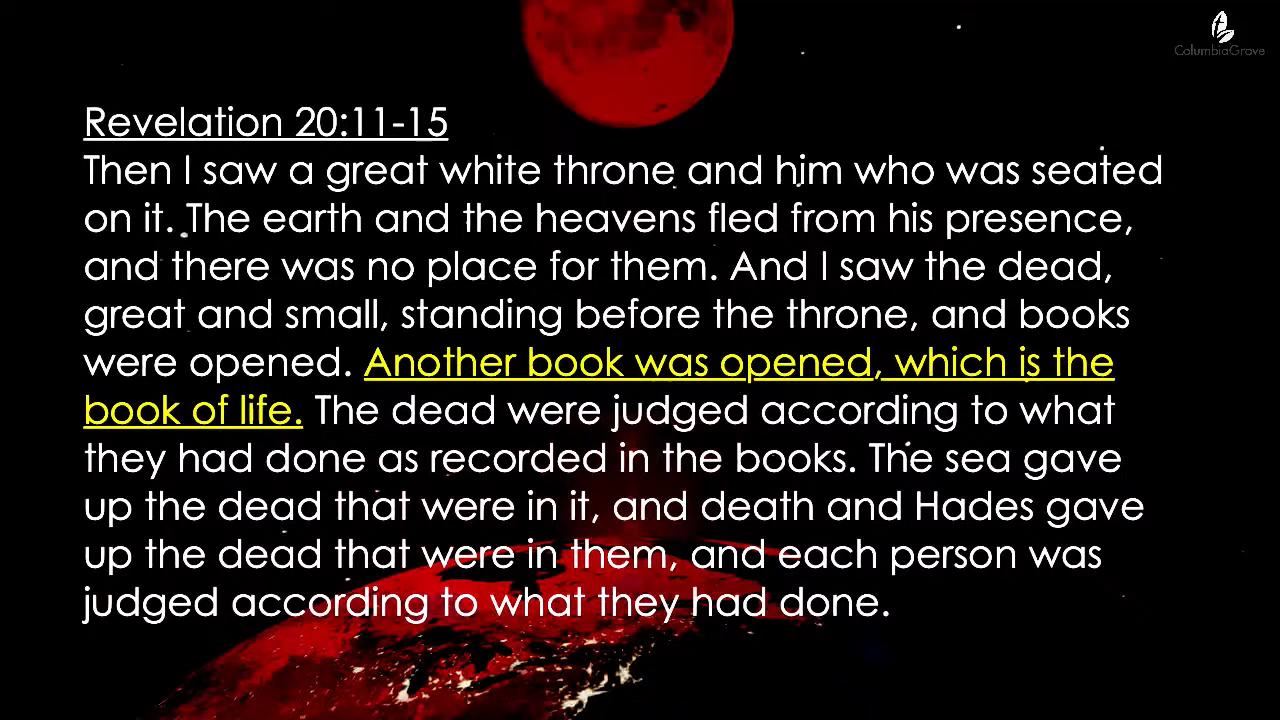 ColumbiaGrove
Revelation 20:11-15
Then I saw a great white throne and him who was seated
on it. The earth and the heavens fled from his presence,
and there was no place for them. And I saw the dead,
great and small, standing before the throne, and books
were opened. Another book was opened, which is the
book of life. The dead were judged according to what
they had done as recorded in the books. The sea gave
up the dead that were in it, and death and Hades gave
up the dead that were in them, and each person was
judged according to what they had done.